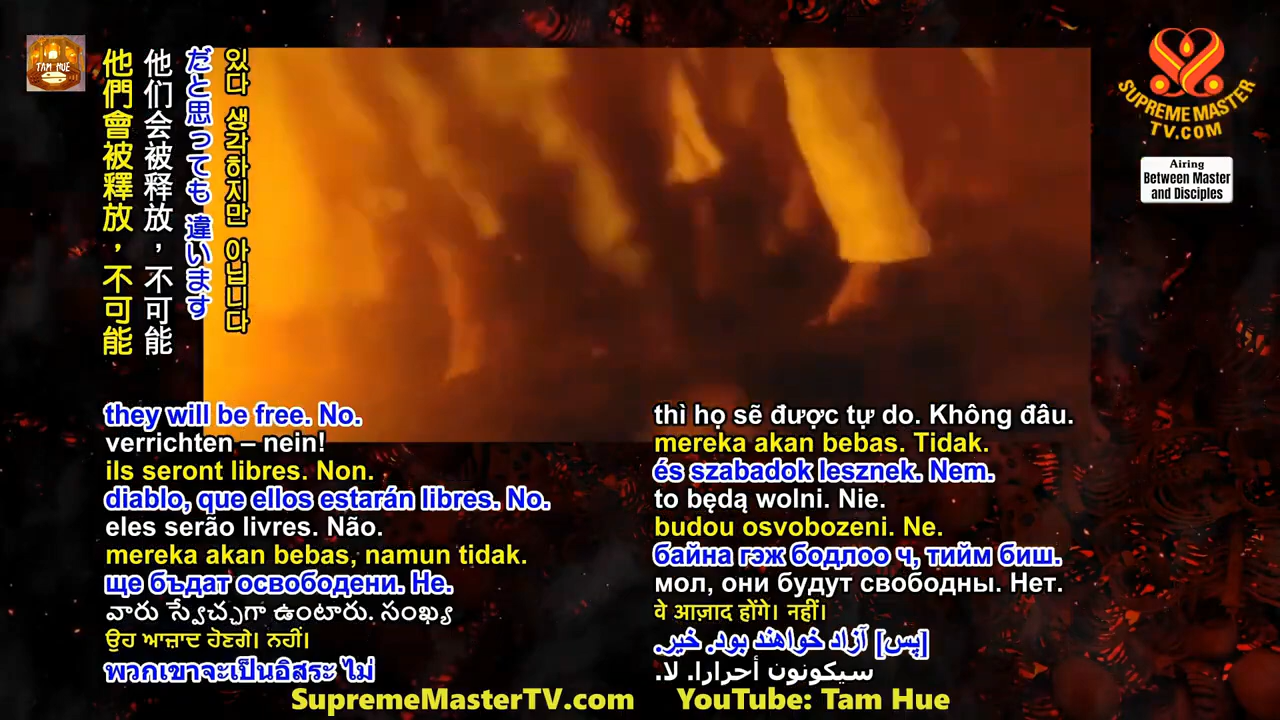 TAM HUE
他們會被釋放，不可能
他们会被释放，不可能
だと思っても 違います
있다 생각하지만 아닙니다
SUPREME MASTER
TV.COM
Airing
Between Master
and Disciples
they will be free. No.
verrichten – nein!
ils seront libres. Non.
diablo, que ellos estarán libres. No.
eles serão livres. Não.
mereka akan bebas, namun tidak.
ще бъдат освободени. Не.
వారు స్వేచ్ఛగా ఉంటారు. సంఖ్య
ਉਹ ਆਜ਼ਾਦ ਹੋਣਗੇ। ਨਹੀਂ।
พวกเขาจะเป็นอิสระ ไม่
thì họ sẽ được tự do. Không đâu.
mereka akan bebas. Tidak.
és szabadok lesznek. Nem.
to będą wolni. Nie.
budou osvobozeni. Ne.
байна гэж бодлоо ч, тийм биш.
мол, они будут свободны. Нет.
वे आज़ाद होंगे। नहीं।
[پس] آزاد خواهند بود. خیر.
سيكونون أحرارا. لا.
SupremeMasterTV.com
YouTube: Tam Hue